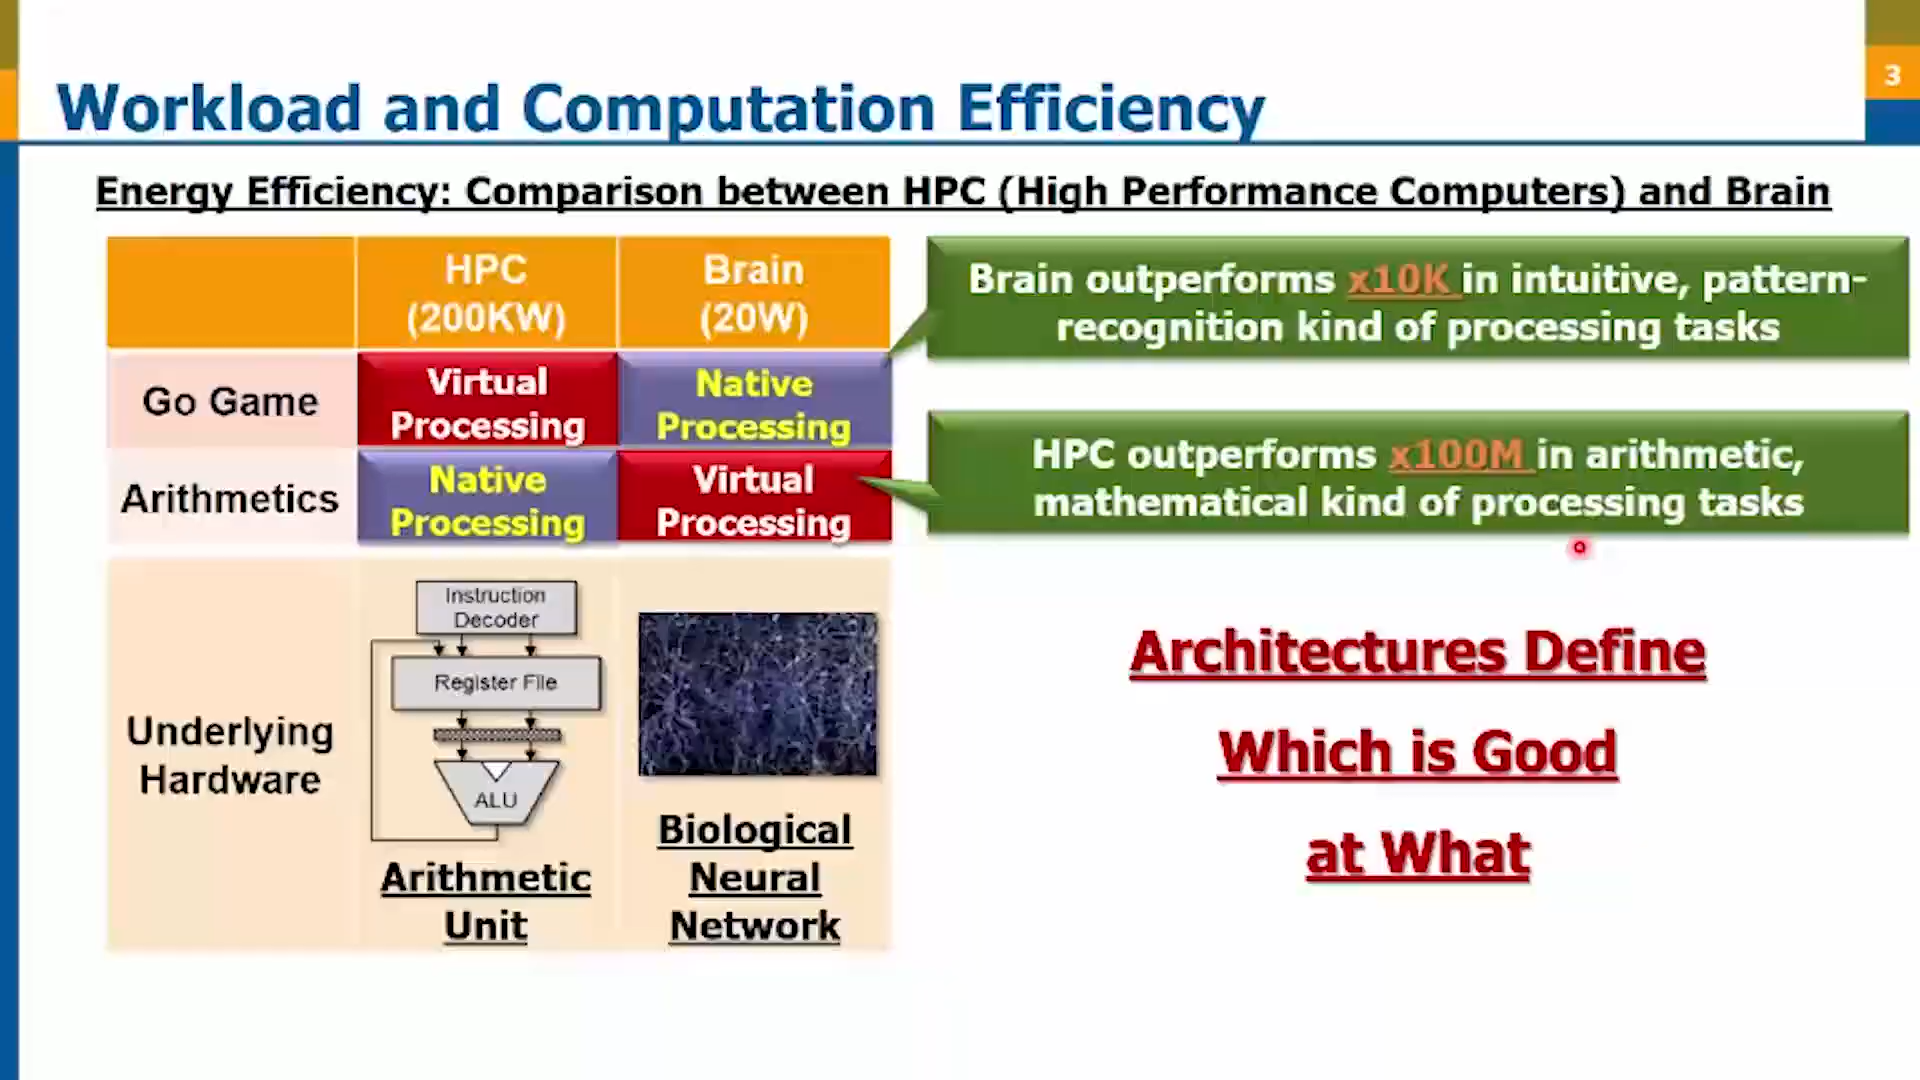 3
Workload and Computation Efficiency
Energy Efficiency: Comparison between HPC (High Performance Computers) and Brain
HPC
(200KW)
Brain
(20W)
Go Game
Virtual
Processing
Native
Processing
Arithmetics
Native
Processing
Virtual
Processing
Underlying
Hardware
Instruction
Decoder
Register File
ALU
Arithmetic
Unit
Biological
Neural
Network
Brain outperforms x10K in intuitive, pattern-
recognition kind of processing tasks
HPC outperforms x100M in arithmetic,
mathematical kind of processing tasks
Architectures Define
Which is Good
at What